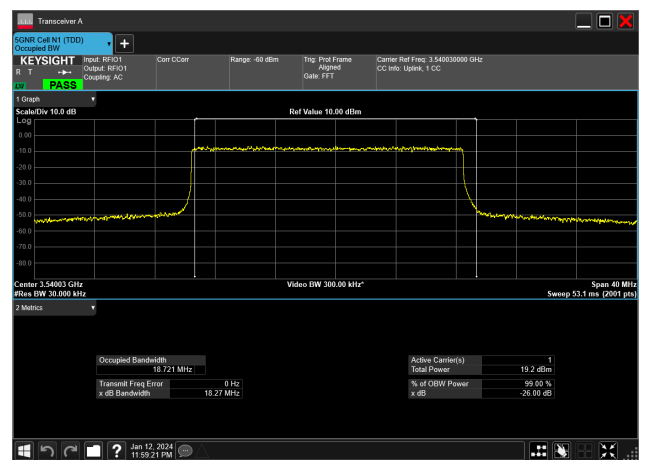 Transceiver A
5GNR Cell N1 (TDD)
Occupied BW
KEYSIGHT
R T
LV
PASS
Input: RFIO1
Output: RFIO1
Coupling: AC
Corr CCorr
Range: -60 dBm
Trig: Prot Frame
Aligned
Gate: FFT
Carrier Ref Freq: 3.540030000 GHz
CC Info: Uplink, 1 CC
1 Graph
Scale/Div 10.0 dB
Ref Value 10.00 dBm
Log
0.00
-10.0
-20.0
-30.0
-40.0
-50.0
-60.0
-70.0
-80.0
Center 3.54003 GHz
Video BW 300.00 kHz*
Span 40 MHz
#Res BW 30.000 kHz
Sweep 53.1 ms (2001 pts)
2 Metrics
Occupied Bandwidth
18.721 MHz
Transmit Freq Error 0 Hz
x dB Bandwidth 18.27 MHz
Active Carrier(s) 1
Total Power 19.2 dBm
% of OBW Power 99.00 %
x dB -26.00 dB
?
Jan 12, 2024
11:59:21 PM